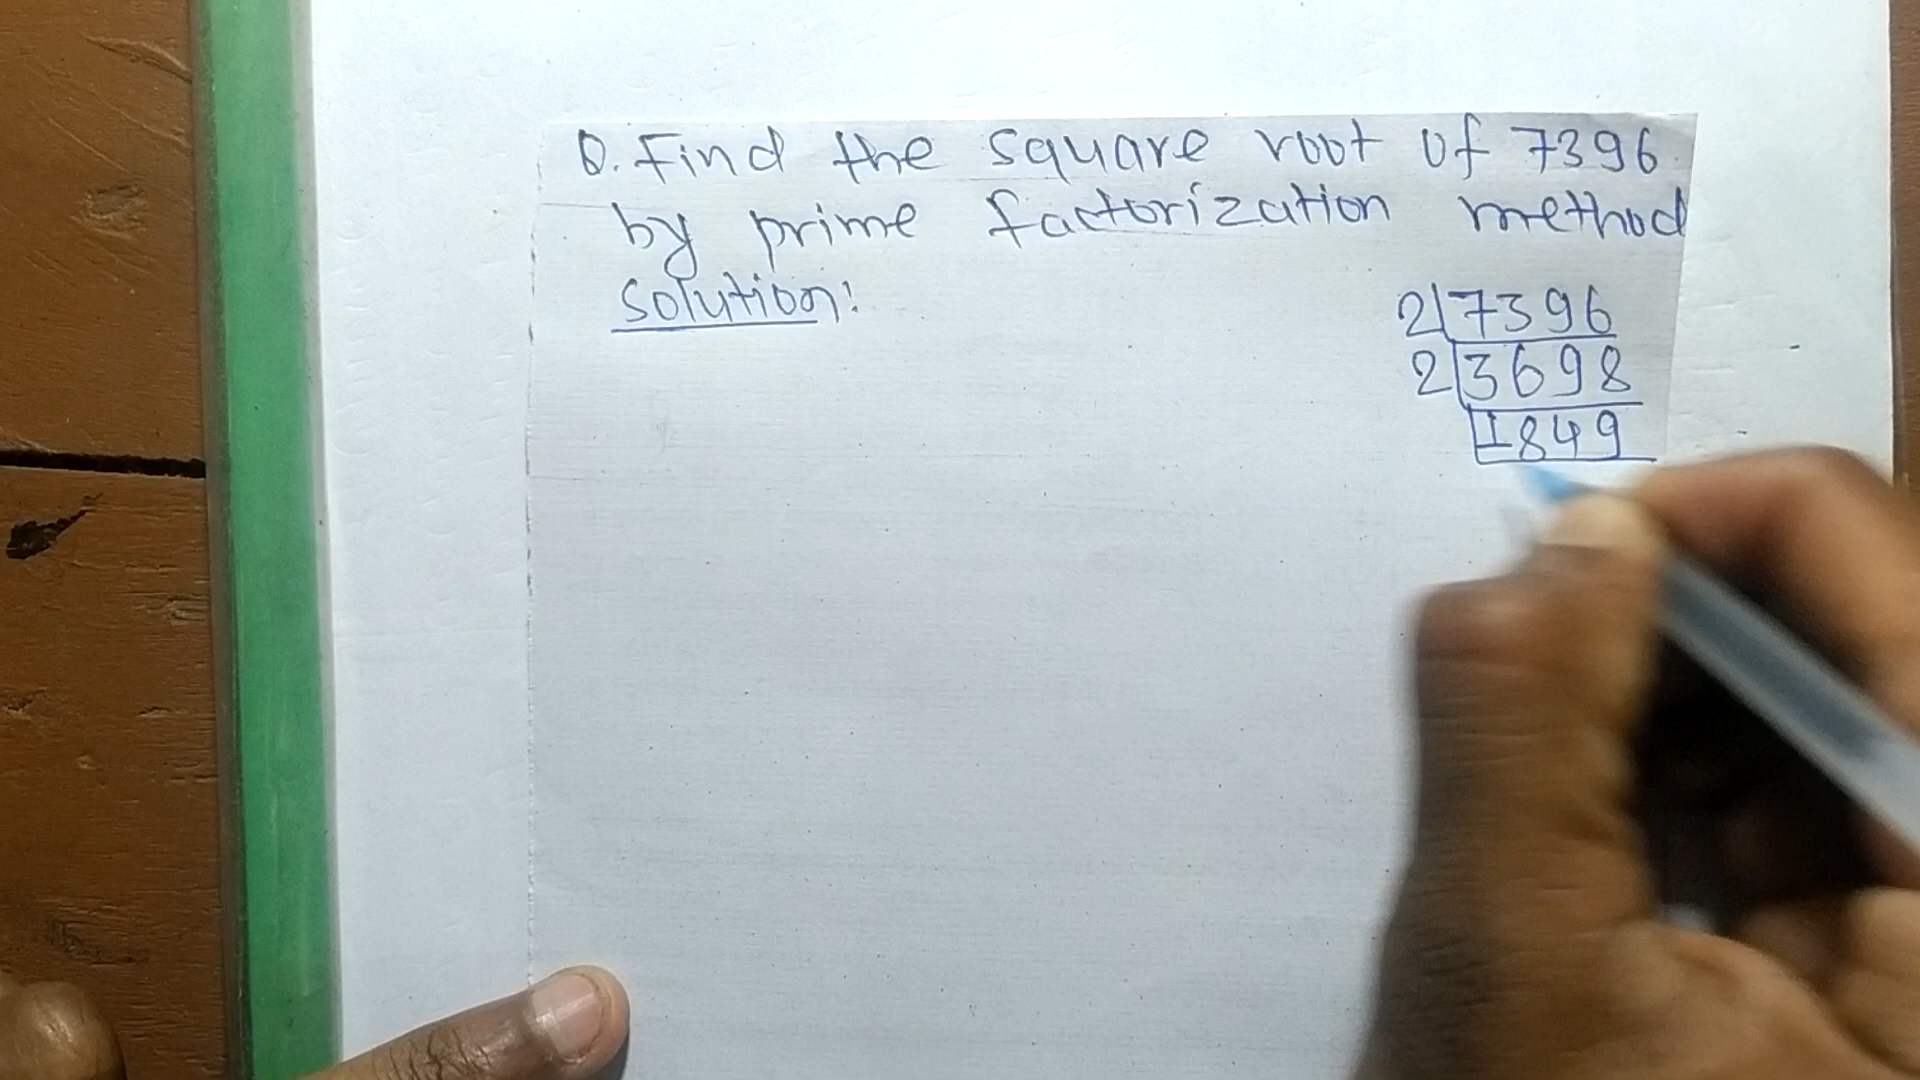 Q. Find the square root of 7396
by prime factorization method
solution:
2 7396
2 3698
1849